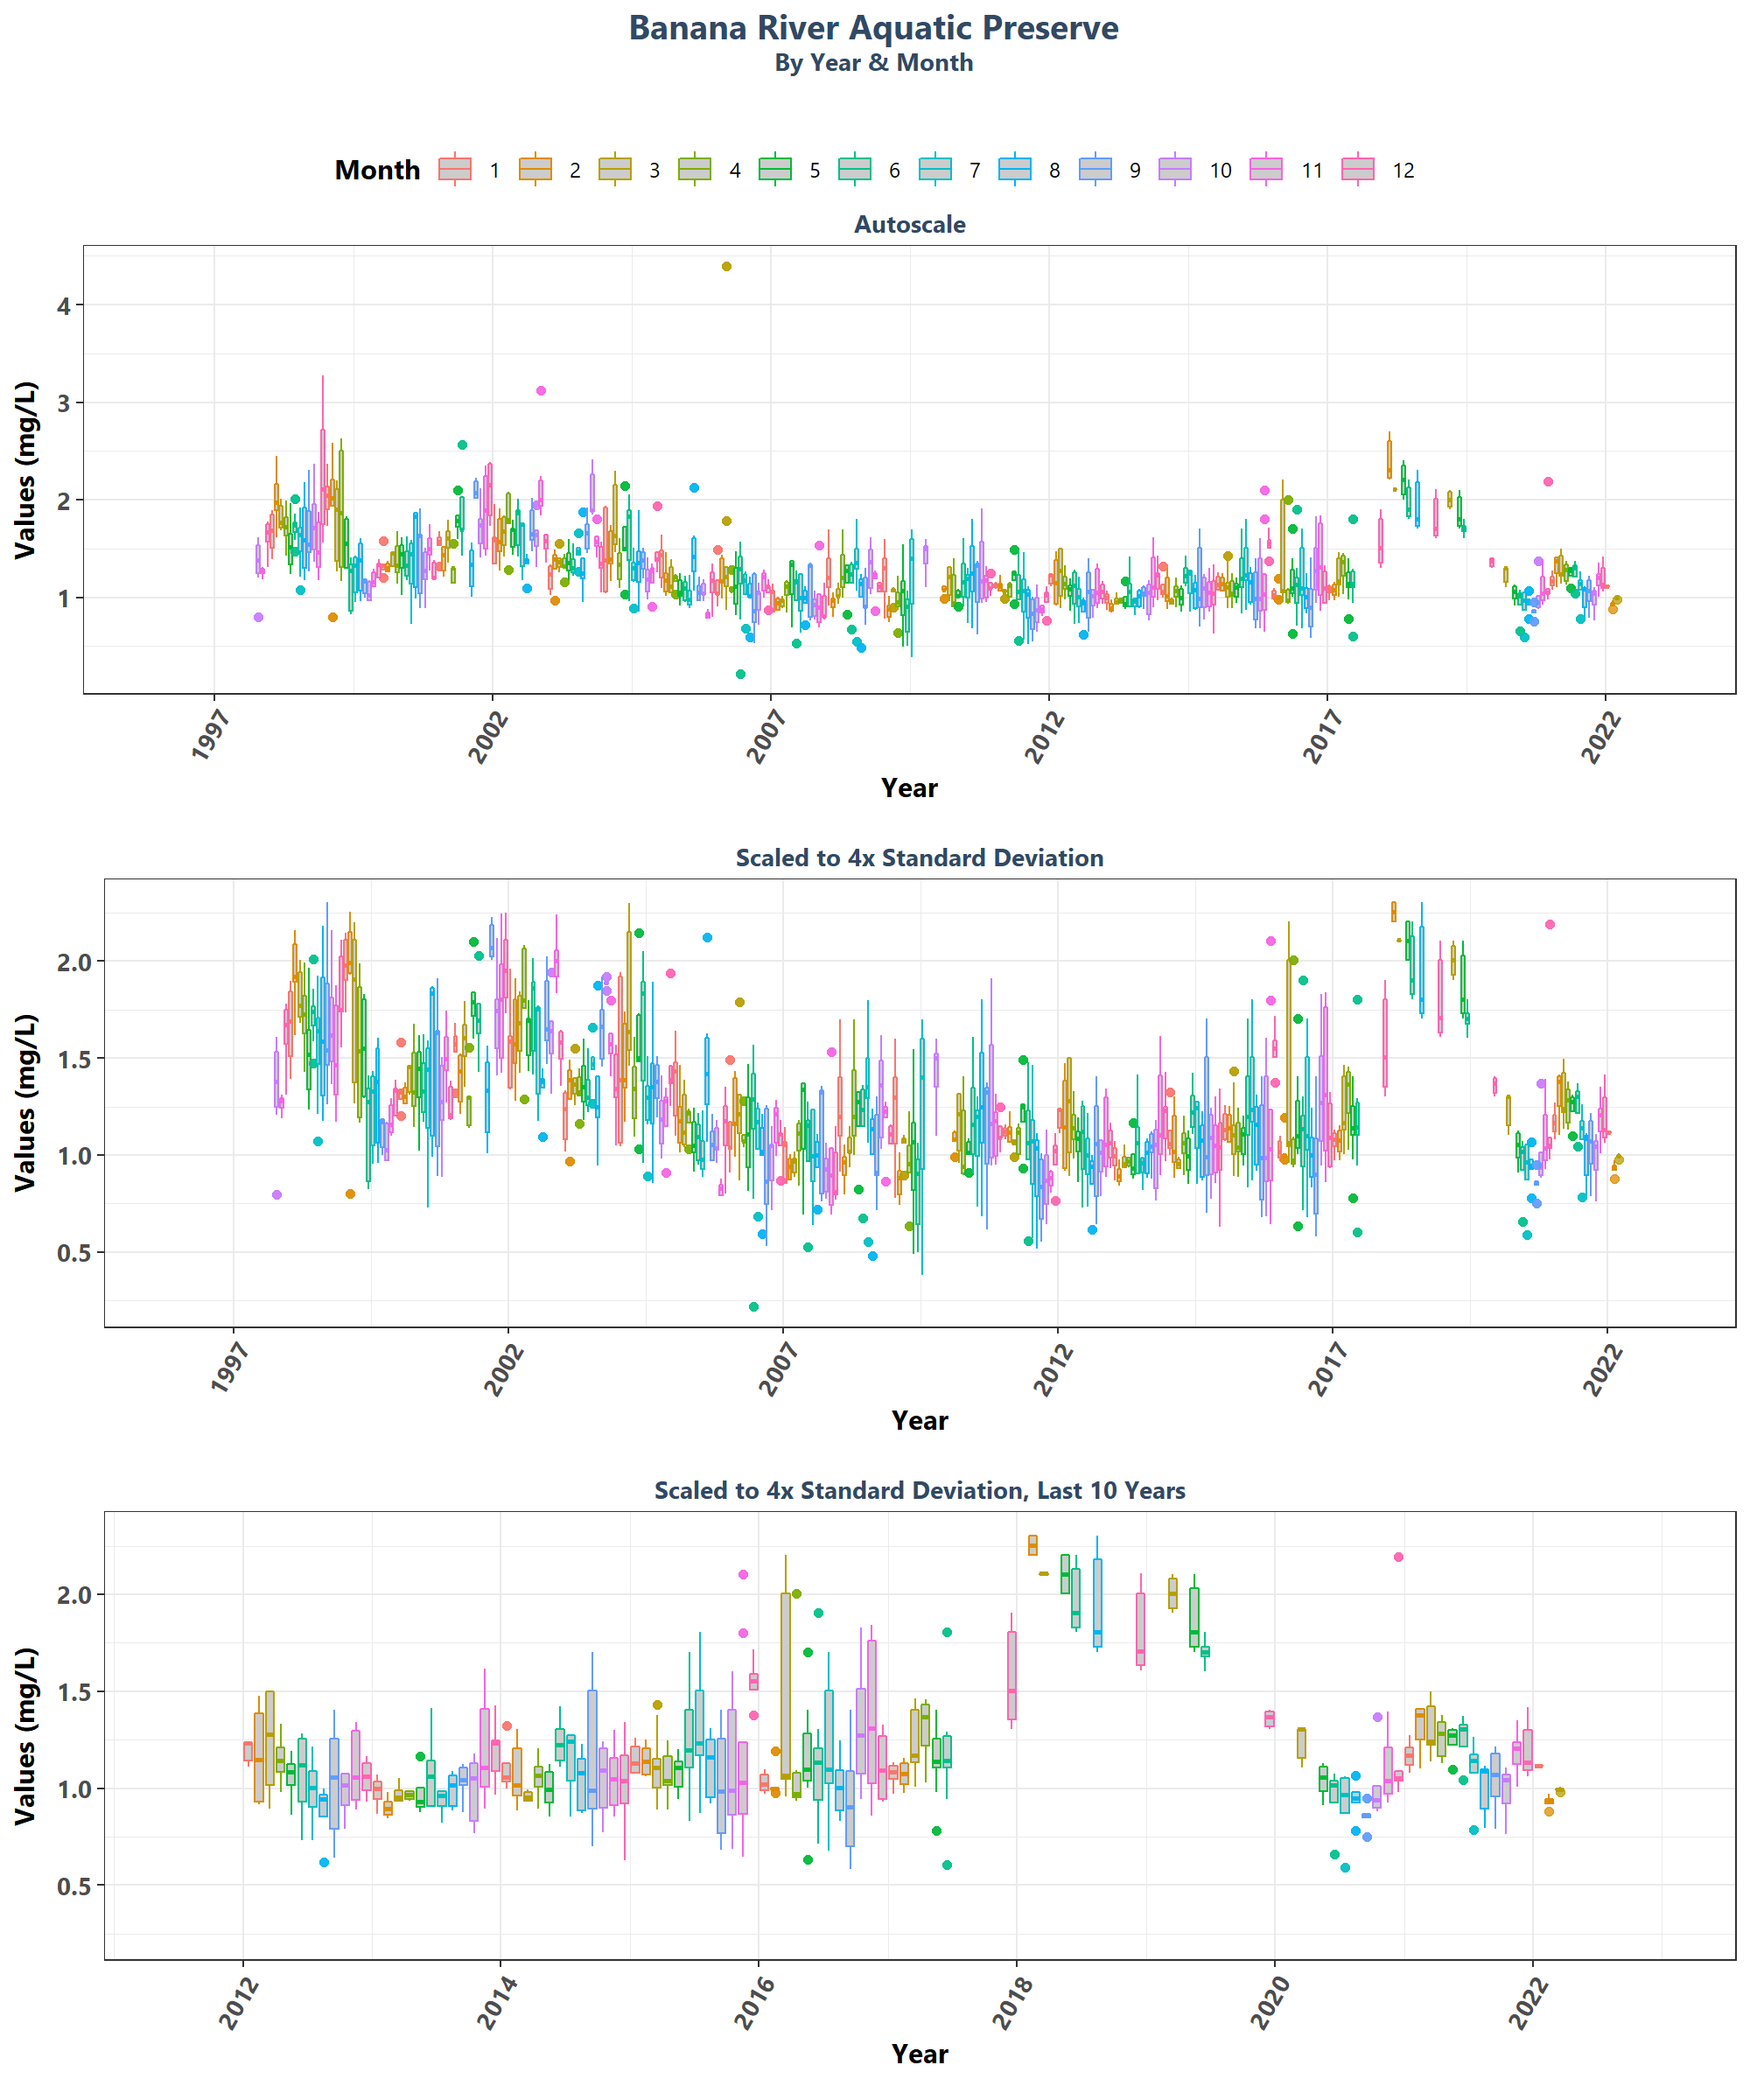 Banana River Aquatic Preserve
By Year & Month
Month 1 2 3 4 5 6 7 8 9 10 11 12
Autoscale
Values (mg/L)
4
3
2
1
1997 2002 2007 2012 2017 2022
Year
Scaled to 4x Standard Deviation
Values (mg/L)
2.0
1.5
1.0
0.5
1997 2002 2007 2012 2017 2022
Year
Scaled to 4x Standard Deviation, Last 10 Years
Values (mg/L)
2.0
1.5
1.0
0.5
2012 2014 2016 2018 2020 2022
Year